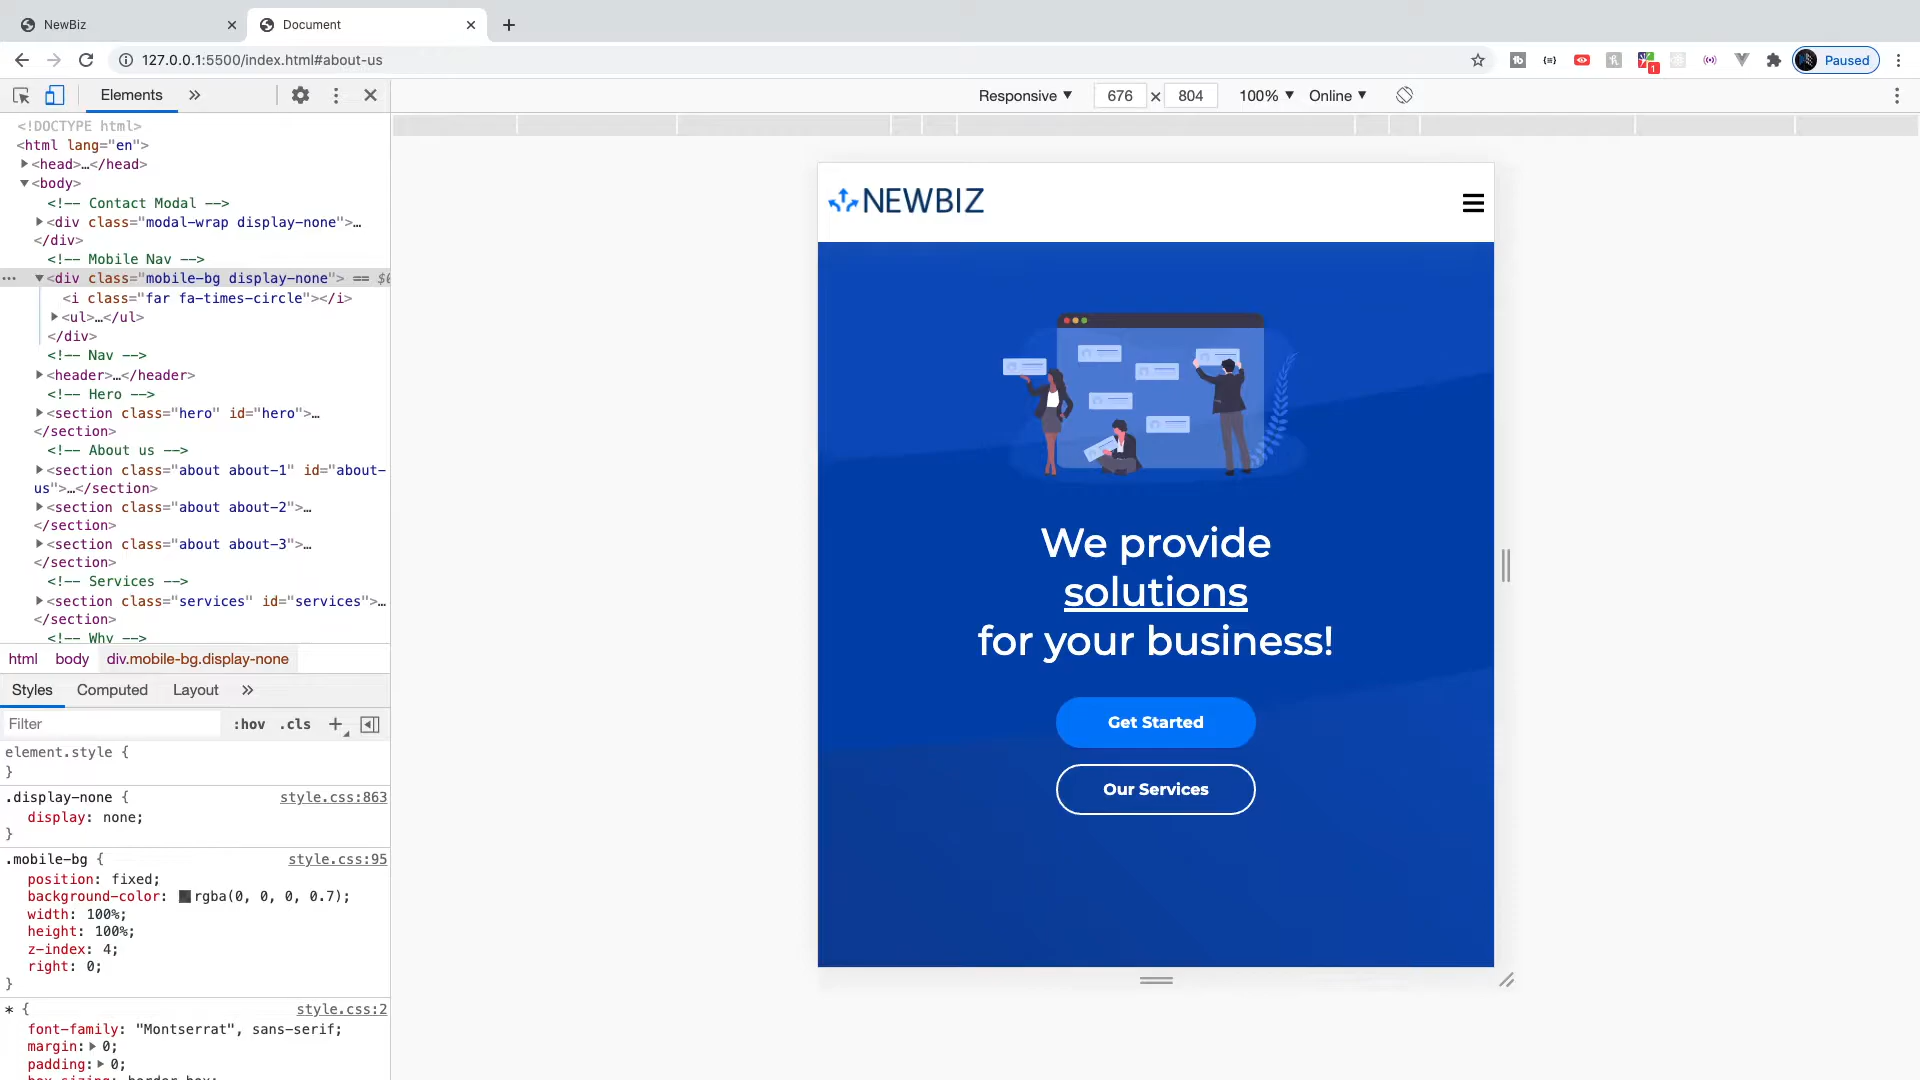 NewBiz
Document
127.0.0.1:5500/index.html#about-us
1
Paused
Elements
Responsive
676
804
100%
Online
<!DOCTYPE html>
<html lang="en">
<head>…</head>
<body>
<!-- Contact Modal -->
<div class="modal-wrap display-none">…
</div>
<!-- Mobile Nav -->
<div class="mobile-bg display-none"> == $0
<i class="far fa-times-circle"></i>
<ul>…</ul>
</div>
<!-- Nav -->
<header>…</header>
<!-- Hero -->
<section class="hero" id="hero">…
</section>
<!-- About us -->
<section class="about about-1" id="about-
us">…</section>
<section class="about about-2">…
</section>
<section class="about about-3">…
</section>
<!-- Services -->
<section class="services" id="services">…
</section>
<!-- Why -->
html body div.mobile-bg.display-none
Styles Computed Layout
Filter :hov .cls
element.style {
}
.display-none { style.css:863
display: none;
}
.mobile-bg { style.css:95
position: fixed;
background-color: rgba(0, 0, 0, 0.7);
width: 100%;
height: 100%;
z-index: 4;
right: 0;
}
* { style.css:2
font-family: "Montserrat", sans-serif;
margin: 0;
padding: 0;
box-sizing: border-box;
NEWBIZ
We provide
solutions
for your business!
Get Started
Our Services